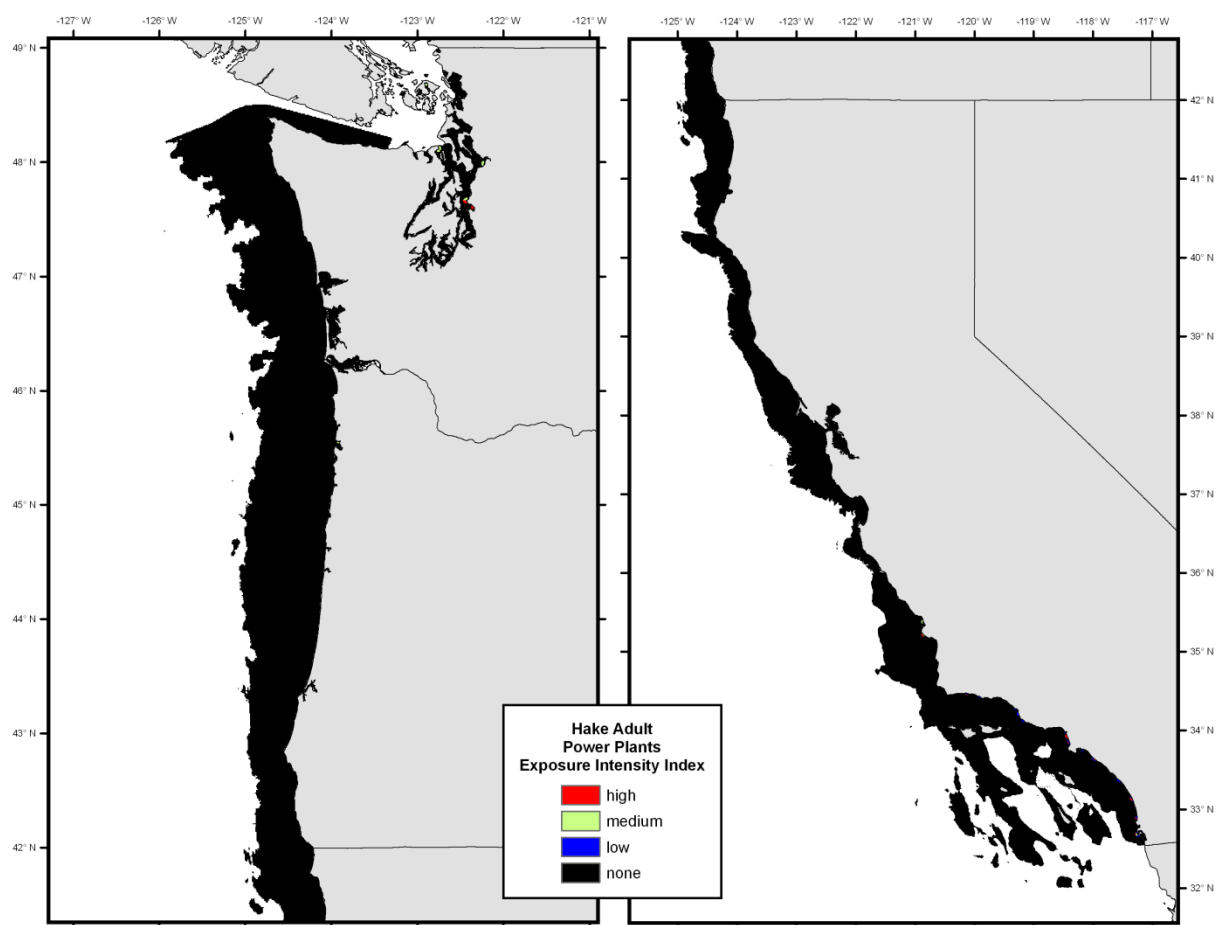 -127° W -126° W -125° W -124° W -123° W -122° W -121° W
-125° W -124° W -123° W -122° W -121° W -120° W -119° W -118° W -117° W
49° N
48° N
47° N
46° N
45° N
44° N
43° N
42° N
42° N
41° N
40° N
39° N
38° N
37° N
36° N
35° N
34° N
33° N
32° N
Hake Adult
Power Plants
Exposure Intensity Index
high
medium
low
none